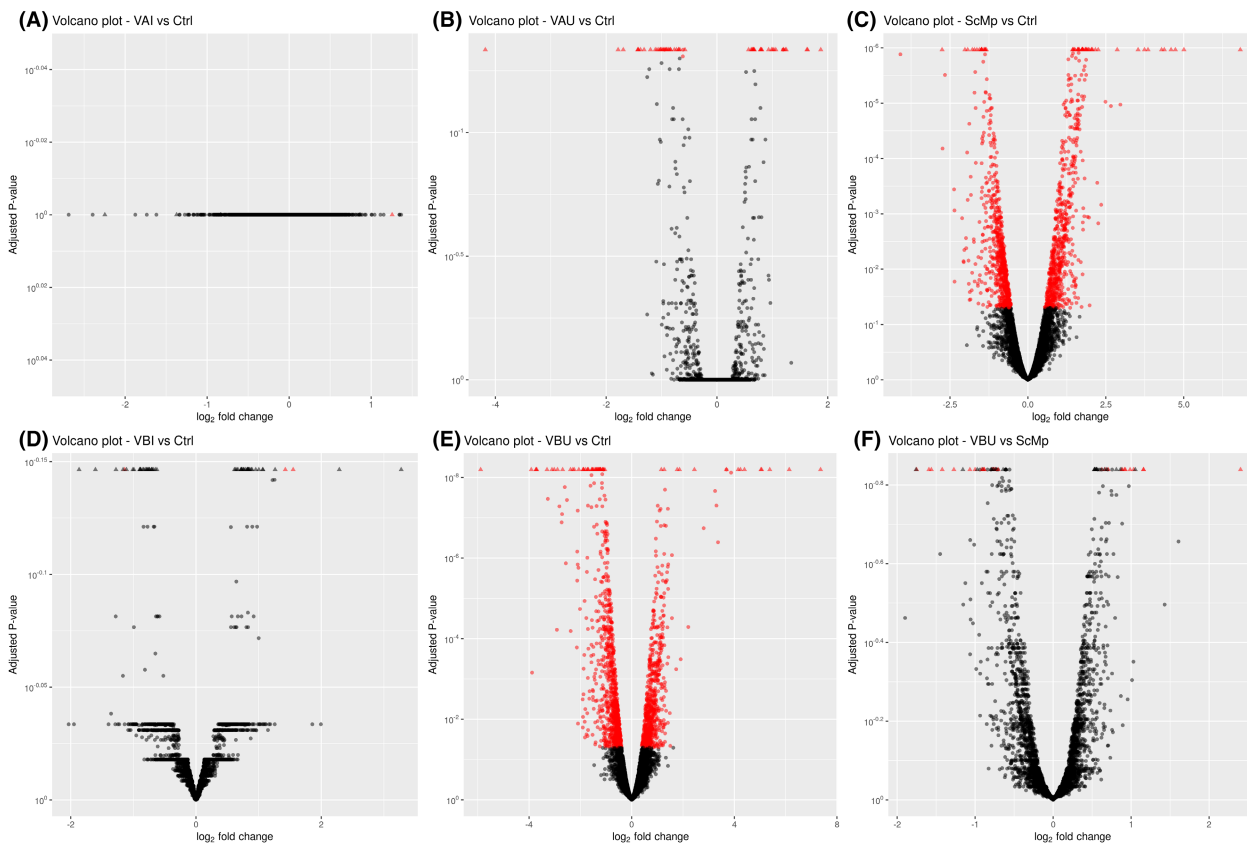 (A) Volcano plot - VAI vs Ctrl
Adjusted P-value
10^-0.04
10^-0.02
10^0
10^0.02
10^0.04
-2 -1 0 1
log2 fold change
(B) Volcano plot - VAU vs Ctrl
Adjusted P-value
10^-1
10^-0.5
10^0
-4 -2 0 2
log2 fold change
(C) Volcano plot - ScMp vs Ctrl
Adjusted P-value
10^-6
10^-5
10^-4
10^-3
10^-2
10^-1
10^0
-2.5 0.0 2.5 5.0
log2 fold change
(D) Volcano plot - VBI vs Ctrl
Adjusted P-value
10^-0.15
10^-0.1
10^-0.05
10^0
-2 0 2
log2 fold change
(E) Volcano plot - VBU vs Ctrl
Adjusted P-value
10^-8
10^-6
10^-4
10^-2
10^0
-4 0 4 8
log2 fold change
(F) Volcano plot - VBU vs ScMp
Adjusted P-value
10^-0.8
10^-0.6
10^-0.4
10^-0.2
10^0
-2 -1 0 1 2
log2 fold change